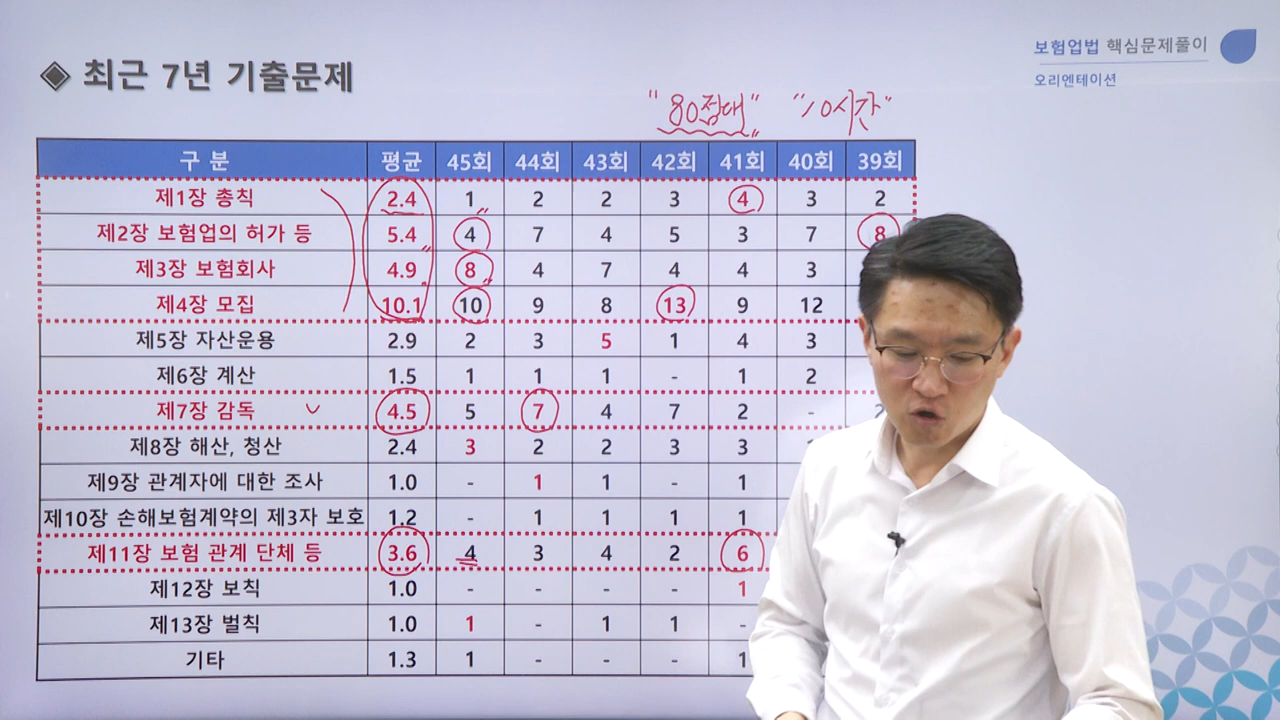 보험업법 핵심문제풀이
오리엔테이션
◈ 최근 7년 기출문제
"80점대" "10시간"
구 분 평균 45회 44회 43회 42회 41회 40회 39회
제1장 총칙 2.4 1 2 2 3 4 3 2
제2장 보험업의 허가 등 5.4 4 7 4 5 3 7 8
제3장 보험회사 4.9 8 4 7 4 4 3
제4장 모집 10.1 10 9 8 13 9 12
제5장 자산운용 2.9 2 3 5 1 4 3
제6장 계산 1.5 1 1 1 - 1 2
제7장 감독 4.5 5 7 4 7 2 - 2
제8장 해산, 청산 2.4 3 2 2 3 3
제9장 관계자에 대한 조사 1.0 - 1 1 - 1
제10장 손해보험계약의 제3자 보호 1.2 - 1 1 1 1
제11장 보험 관계 단체 등 3.6 4 3 4 2 6
제12장 보칙 1.0 - - - - 1
제13장 벌칙 1.0 1 - 1 1 -
기타 1.3 1 - - - 1